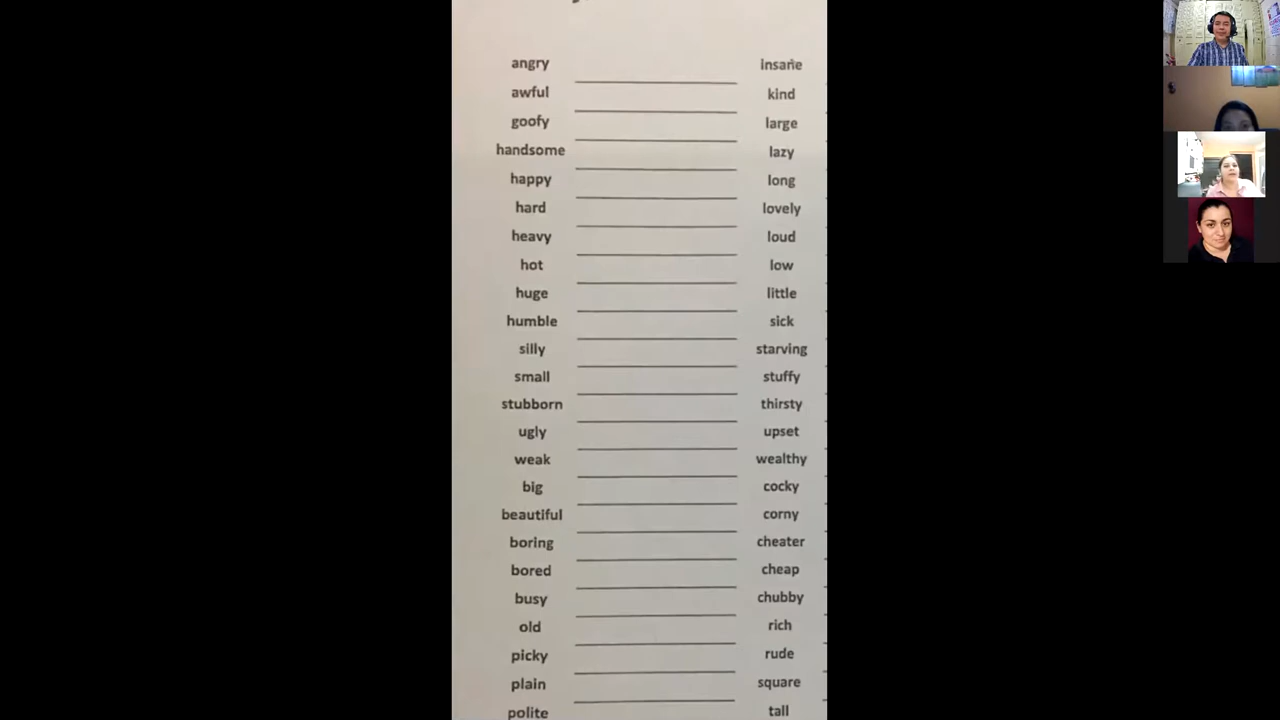 angry insane
awful kind
goofy large
handsome lazy
happy long
hard lovely
heavy loud
hot low
huge little
humble sick
silly starving
small stuffy
stubborn thirsty
ugly upset
weak wealthy
big cocky
beautiful corny
boring cheater
bored cheap
busy chubby
old rich
picky rude
plain square
polite tall